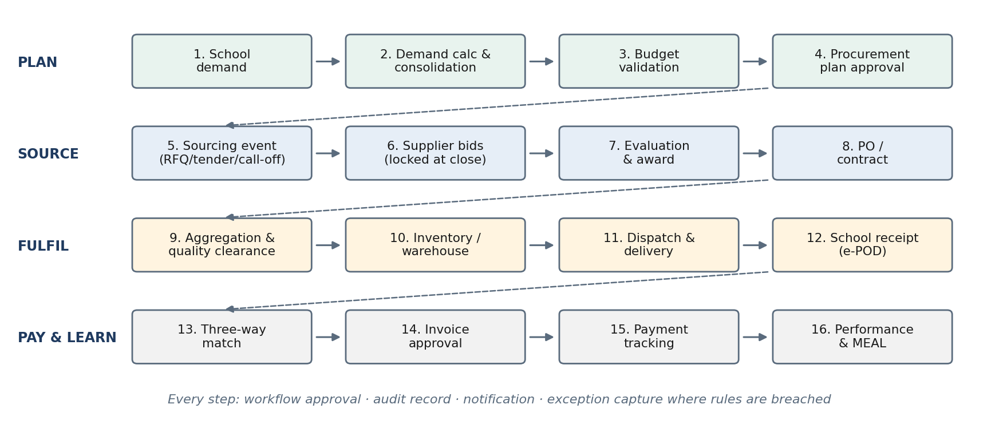 PLAN
1. School
demand
2. Demand calc &
consolidation
3. Budget
validation
4. Procurement
plan approval
SOURCE
5. Sourcing event
(RFQ/tender/call-off)
6. Supplier bids
(locked at close)
7. Evaluation
& award
8. PO /
contract
FULFIL
9. Aggregation &
quality clearance
10. Inventory /
warehouse
11. Dispatch &
delivery
12. School receipt
(e-POD)
PAY & LEARN
13. Three-way
match
14. Invoice
approval
15. Payment
tracking
16. Performance
& MEAL
Every step: workflow approval · audit record · notification · exception capture where rules are breached